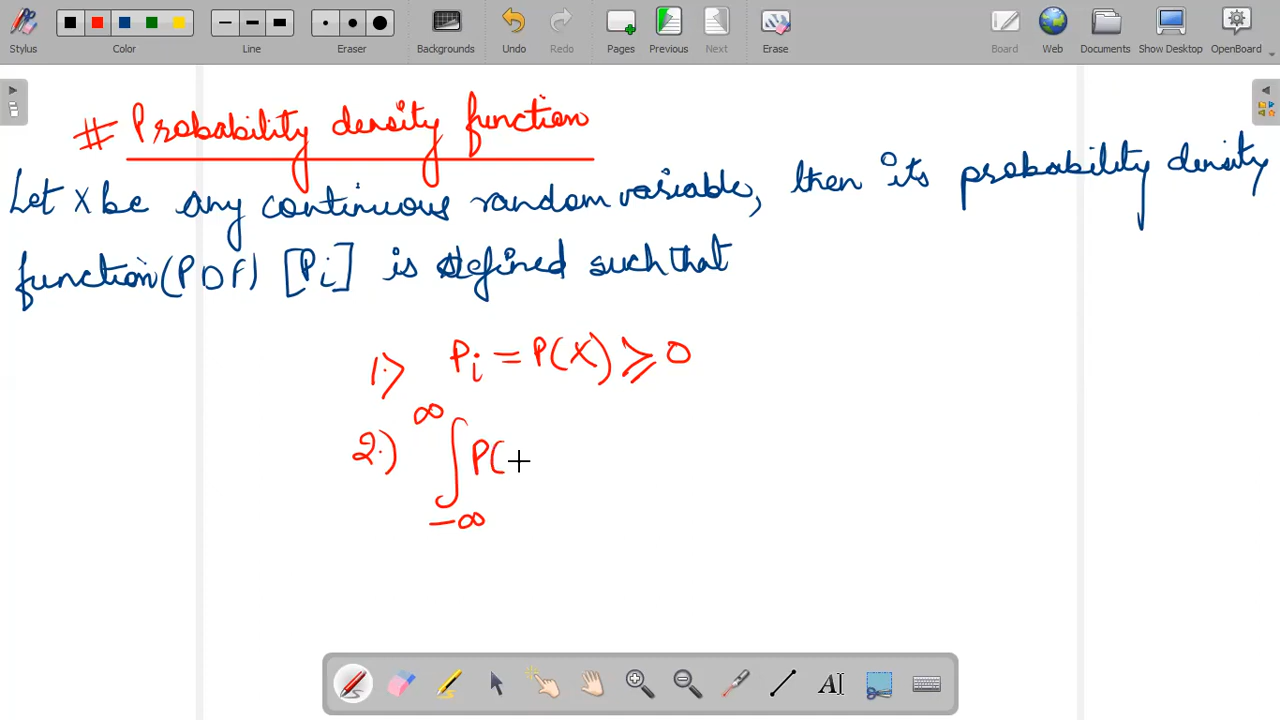 Stylus Color Line Eraser Backgrounds Undo Redo Pages Previous Next Erase Board Web Documents Show Desktop OpenBoard
# Probability density function
Let X be any continuous random variable, then its probability density
function (PDF) [Pi] is defined such that
1.) Pi = P(X) ≥ 0
2.) ∫_{-∞}^{∞} P(